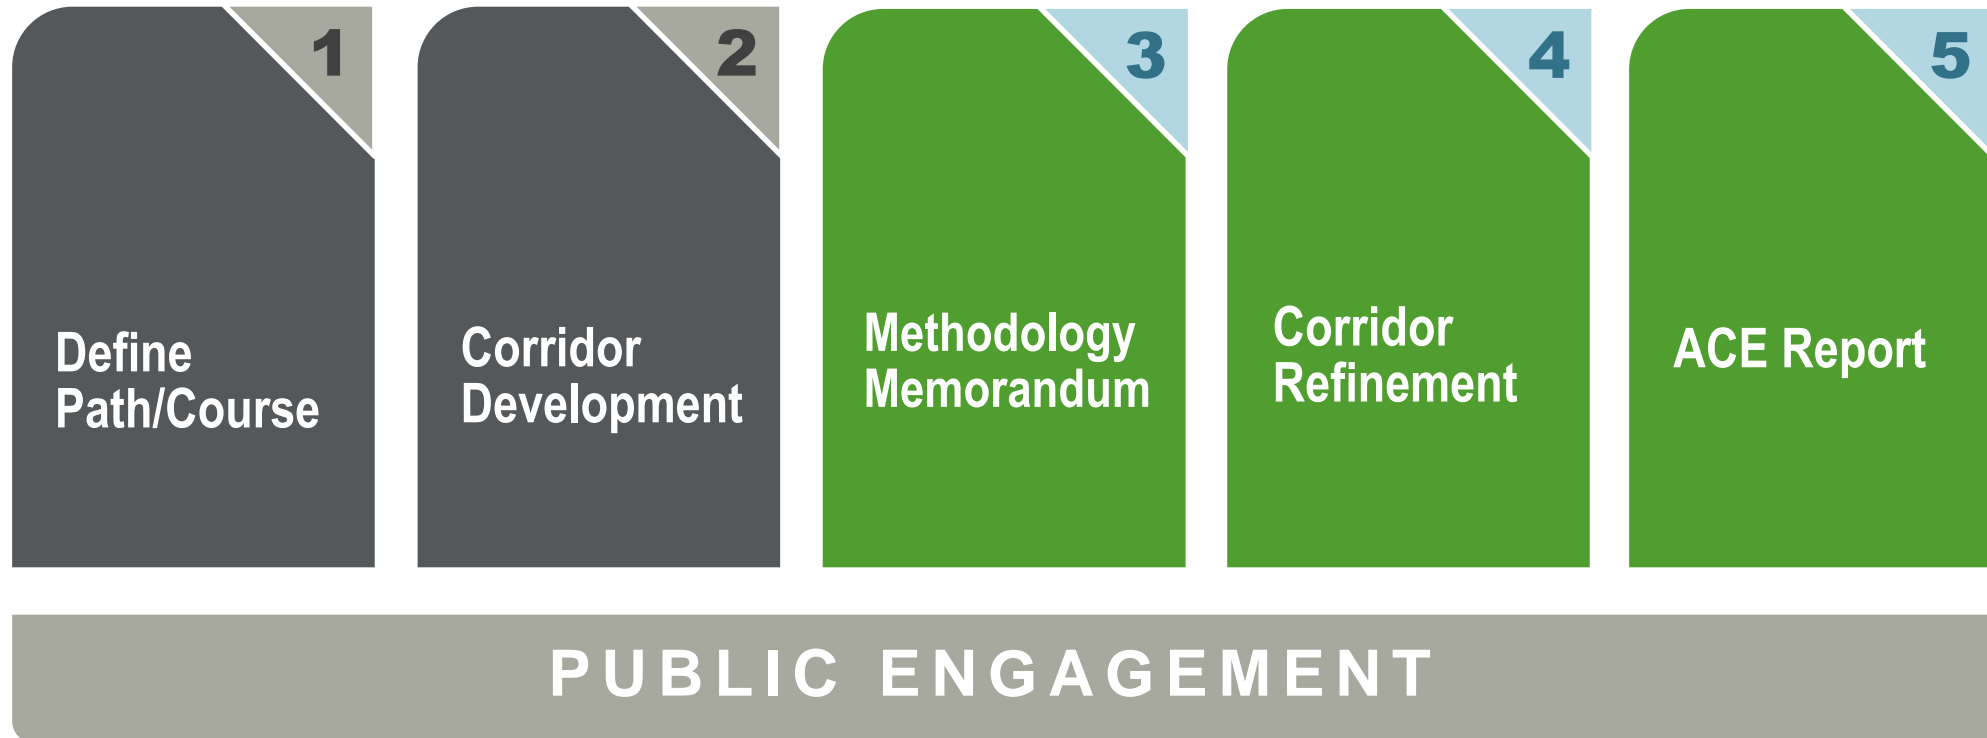 1
Define
Path/Course
2
Corridor
Development
3
Methodology
Memorandum
4
Corridor
Refinement
5
ACE Report
PUBLIC ENGAGEMENT